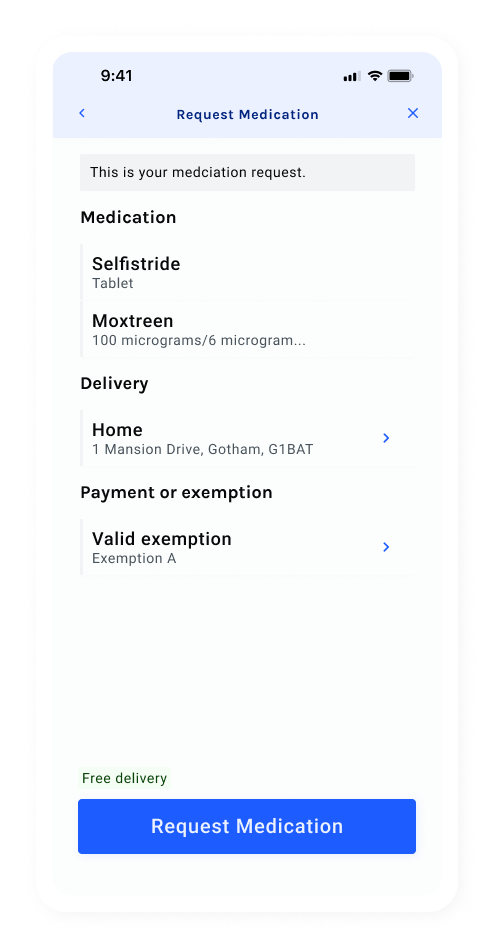 9:41
Request Medication
This is your medciation request.
Medication
Selfistride
Tablet
Moxtreen
100 micrograms/6 microgram...
Delivery
Home
1 Mansion Drive, Gotham, G1BAT
Payment or exemption
Valid exemption
Exemption A
Free delivery
Request Medication